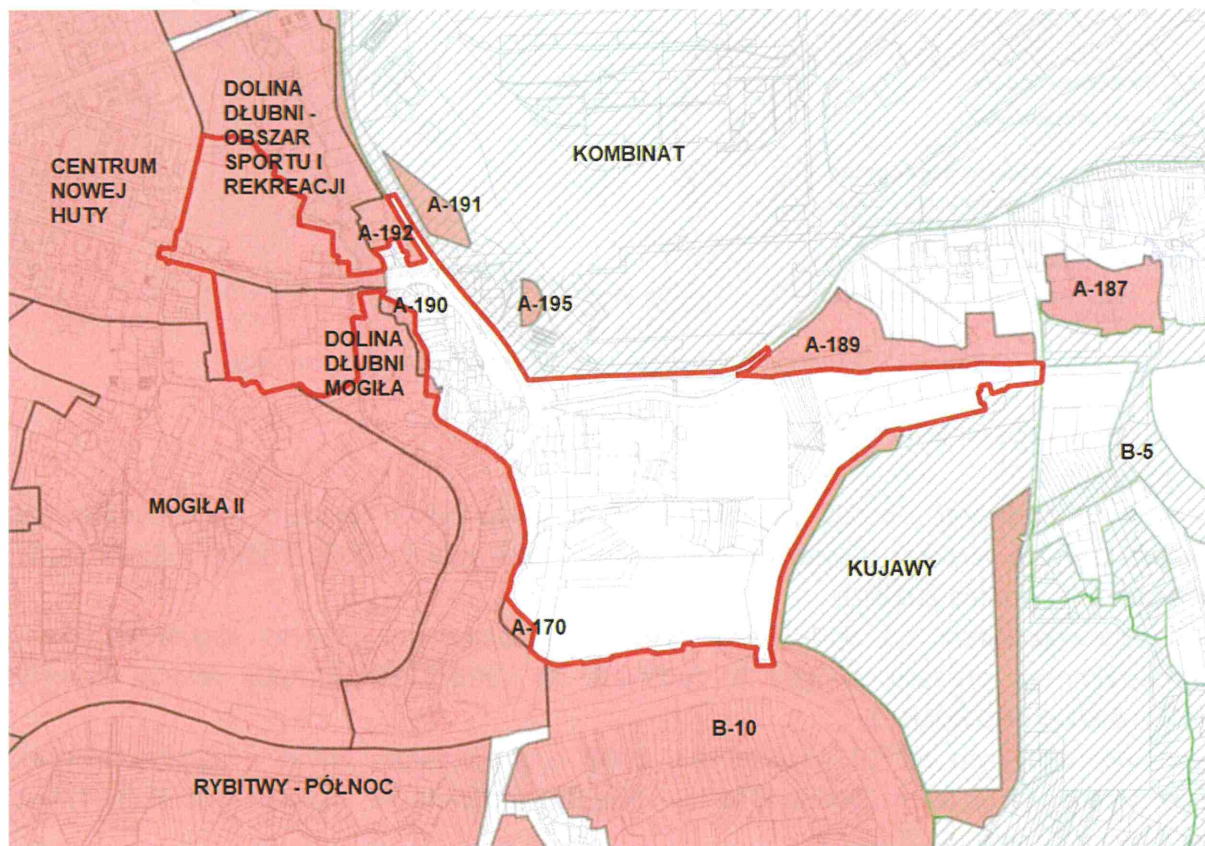 DOLINA
DŁUBNI -
OBSZAR
SPORTU I
REKREACJI
CENTRUM
NOWEJ
HUTY
KOMBINAT
A-191
A-192
A-195
A-190
A-187
A-189
DOLINA
DŁUBNI
MOGIŁA
B-5
MOGIŁA II
KUJAWY
A-170
B-10
RYBITWY - PÓŁNOC